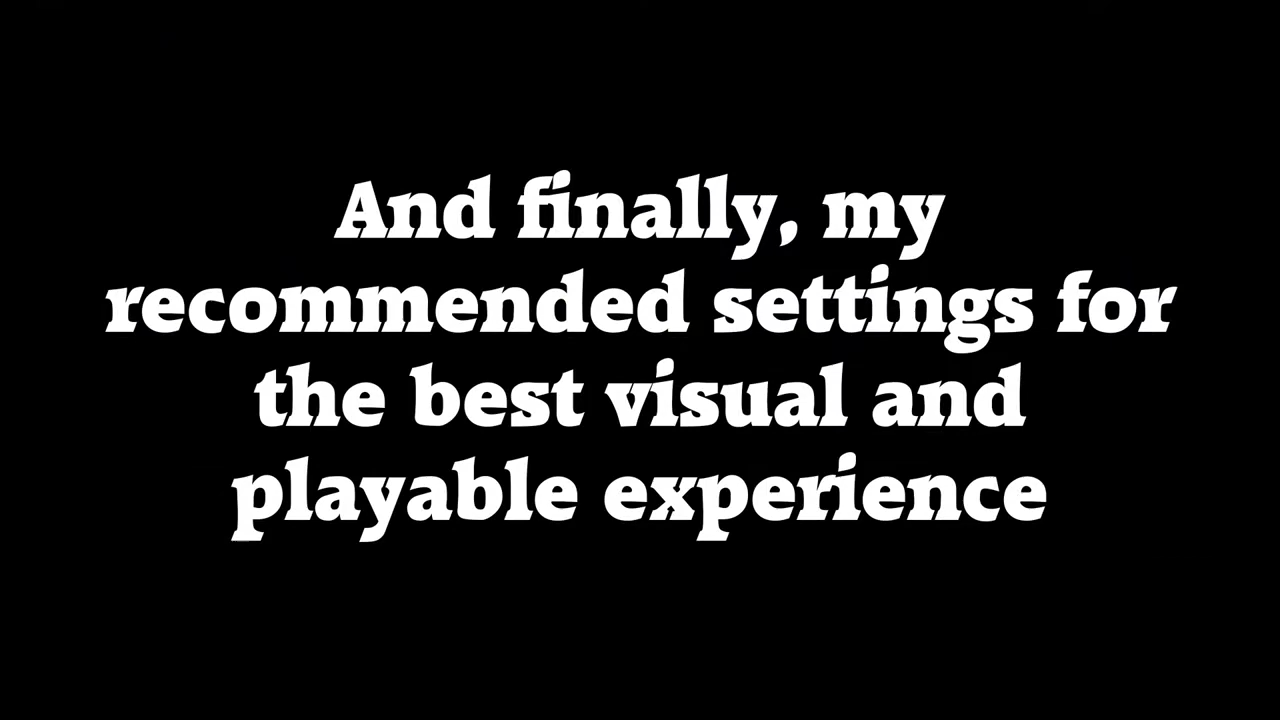 And finally, my
recommended settings for
the best visual and
playable experience